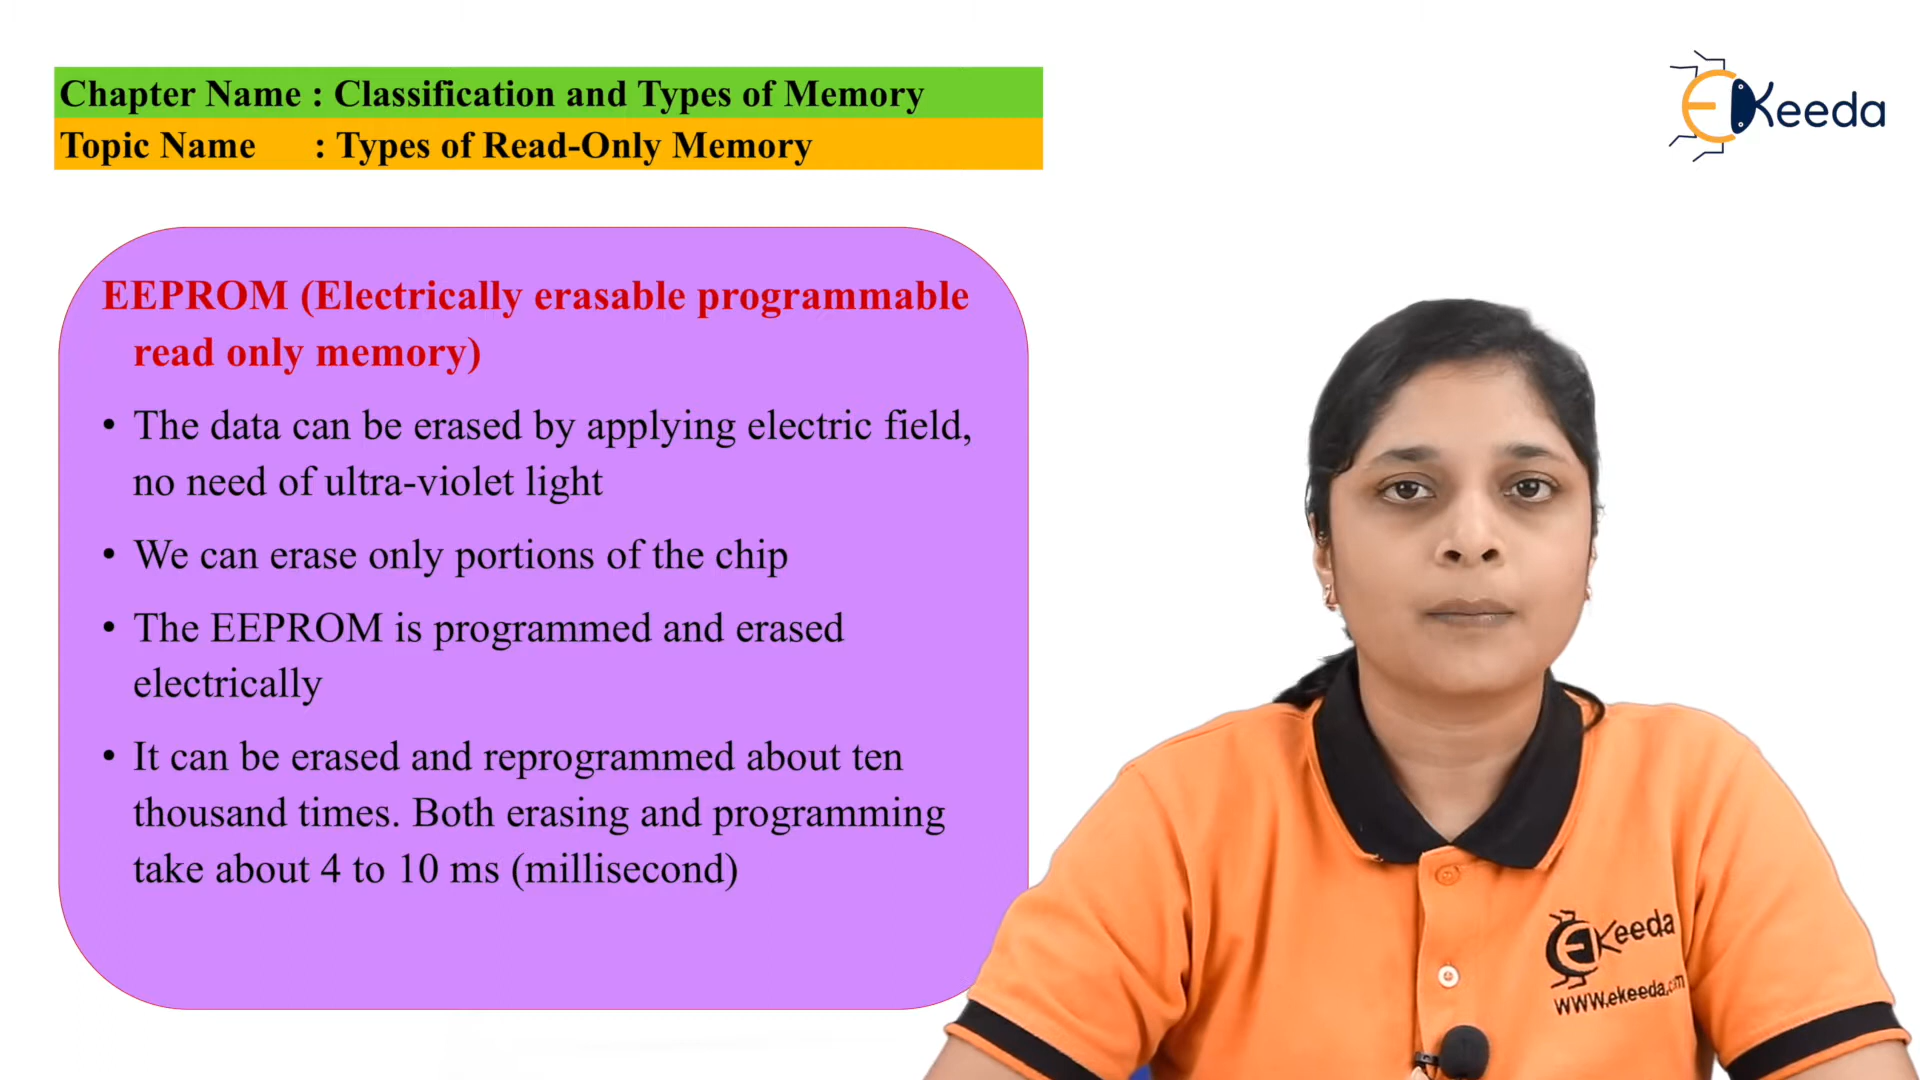 Chapter Name : Classification and Types of Memory
Topic Name : Types of Read-Only Memory
EKeeda
EEPROM (Electrically erasable programmable
read only memory)
• The data can be erased by applying electric field,
no need of ultra-violet light
• We can erase only portions of the chip
• The EEPROM is programmed and erased
electrically
• It can be erased and reprogrammed about ten
thousand times. Both erasing and programming
take about 4 to 10 ms (millisecond)
EKeeda
www.ekeeda.com